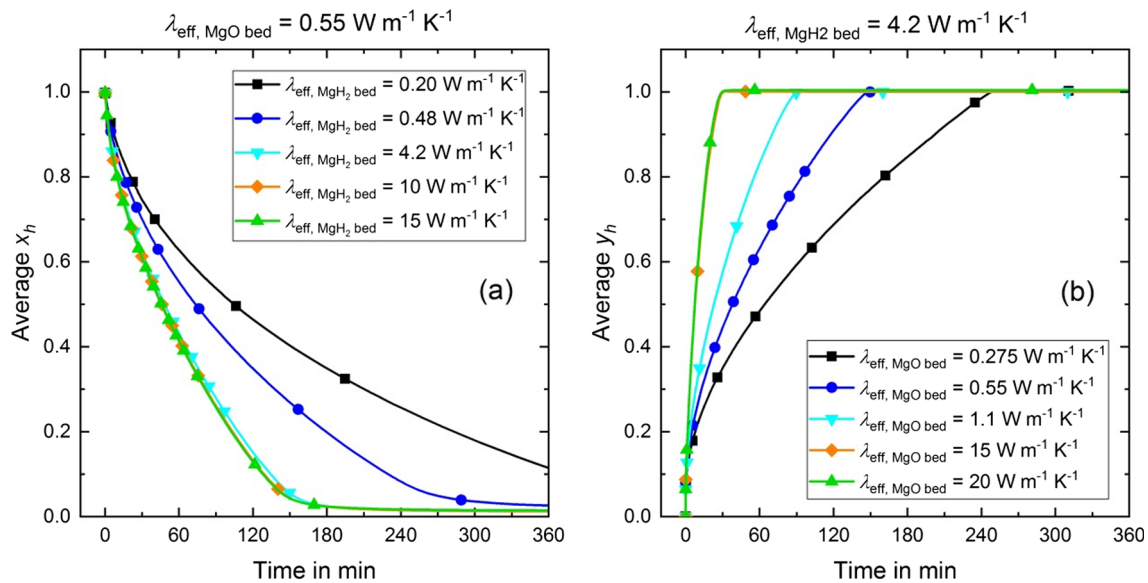 λeff, MgO bed = 0.55 W m-1 K-1
λeff, MgH2 bed = 0.20 W m-1 K-1
λeff, MgH2 bed = 0.48 W m-1 K-1
λeff, MgH2 bed = 4.2 W m-1 K-1
λeff, MgH2 bed = 10 W m-1 K-1
λeff, MgH2 bed = 15 W m-1 K-1
(a)
Average xh
1.0
0.8
0.6
0.4
0.2
0.0
0
60
120
180
240
300
360
Time in min
λeff, MgH2 bed = 4.2 W m-1 K-1
(b)
λeff, MgO bed = 0.275 W m-1 K-1
λeff, MgO bed = 0.55 W m-1 K-1
λeff, MgO bed = 1.1 W m-1 K-1
λeff, MgO bed = 15 W m-1 K-1
λeff, MgO bed = 20 W m-1 K-1
Average yh
1.0
0.8
0.6
0.4
0.2
0.0
0
60
120
180
240
300
360
Time in min